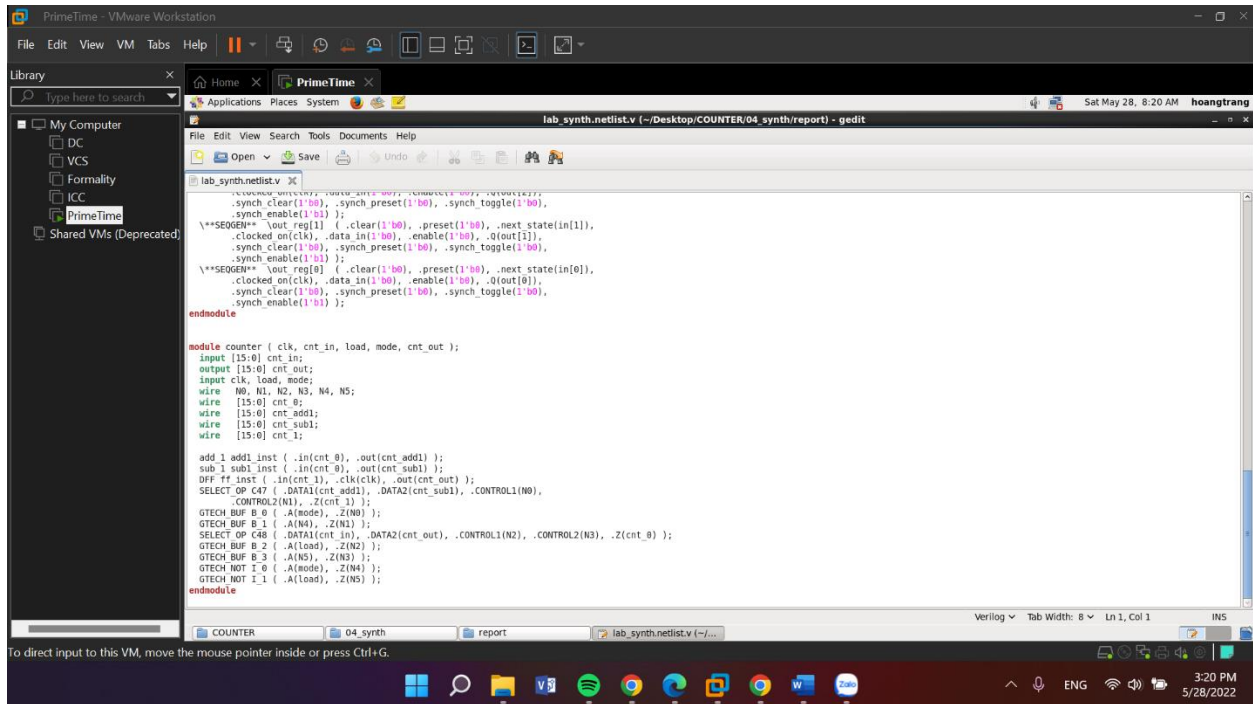 PrimeTime - VMware Workstation
File Edit View VM Tabs Help
Library
Type here to search
My Computer
DC
VCS
Formality
ICC
PrimeTime
Shared VMs (Deprecated)
Home
PrimeTime
Applications Places System
Sat May 28, 8:20 AM hoangtrang
lab_synth.netlist.v (~/Desktop/COUNTER/04_synth/report) - gedit
File Edit View Search Tools Documents Help
Open Save Undo
lab_synth.netlist.v
.clocked_on(clk), .data_in(1'b0), .enable(1'b0), .Q(out[2]),
.synch_clear(1'b0), .synch_preset(1'b0), .synch_toggle(1'b0),
.synch_enable(1'b1) );
\**SEQGEN** \out_reg[1] ( .clear(1'b0), .preset(1'b0), .next_state(in[1]),
.clocked_on(clk), .data_in(1'b0), .enable(1'b0), .Q(out[1]),
.synch_clear(1'b0), .synch_preset(1'b0), .synch_toggle(1'b0),
.synch_enable(1'b1) );
\**SEQGEN** \out_reg[0] ( .clear(1'b0), .preset(1'b0), .next_state(in[0]),
.clocked_on(clk), .data_in(1'b0), .enable(1'b0), .Q(out[0]),
.synch_clear(1'b0), .synch_preset(1'b0), .synch_toggle(1'b0),
.synch_enable(1'b1) );
endmodule
module counter ( clk, cnt_in, load, mode, cnt_out );
input [15:0] cnt_in;
output [15:0] cnt_out;
input clk, load, mode;
wire N0, N1, N2, N3, N4, N5;
wire [15:0] cnt_0;
wire [15:0] cnt_add1;
wire [15:0] cnt_sub1;
wire [15:0] cnt_1;
add_1 add1_inst ( .in(cnt_0), .out(cnt_add1) );
sub_1 sub1_inst ( .in(cnt_0), .out(cnt_sub1) );
DFF ff_inst ( .in(cnt_1), .clk(clk), .out(cnt_out) );
SELECT_OP C47 ( .DATA1(cnt_add1), .DATA2(cnt_sub1), .CONTROL1(N0),
.CONTROL2(N1), .Z(cnt_1) );
GTECH_BUF B_0 ( .A(mode), .Z(N0) );
GTECH_BUF B_1 ( .A(N4), .Z(N1) );
SELECT_OP C48 ( .DATA1(cnt_in), .DATA2(cnt_out), .CONTROL1(N2), .CONTROL2(N3), .Z(cnt_0) );
GTECH_BUF B_2 ( .A(load), .Z(N2) );
GTECH_BUF B_3 ( .A(N5), .Z(N3) );
GTECH_NOT I_0 ( .A(mode), .Z(N4) );
GTECH_NOT I_1 ( .A(load), .Z(N5) );
endmodule
Verilog Tab Width: 8 Ln 1, Col 1 INS
COUNTER 04_synth report lab_synth.netlist.v (~/...
To direct input to this VM, move the mouse pointer inside or press Ctrl+G.
Zalo
ENG
3:20 PM
5/28/2022